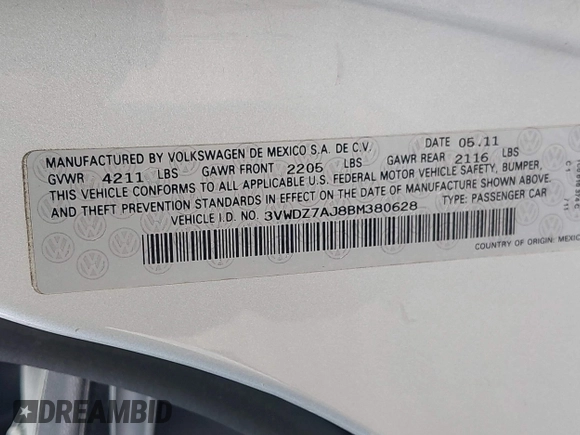 MANUFACTURED BY VOLKSWAGEN DE MEXICO S.A. DE C.V. DATE 05.11
GVWR 4211 LBS GAWR FRONT 2205 LBS GAWR REAR 2116 LBS
THIS VEHICLE CONFORMS TO ALL FEDERAL MOTOR VEHICLE SAFETY, BUMPER,
AND THEFT PREVENTION STANDARDS IN EFFECT ON THE DATE OF MANUFACTURE SHOWN ABOVE.
VEHICLE I.D. NO. 3VWDZ7AJ8BM380628 TYPE: PASSENGER CAR
COUNTRY OF ORIGIN: MEXICO
DREAMBID